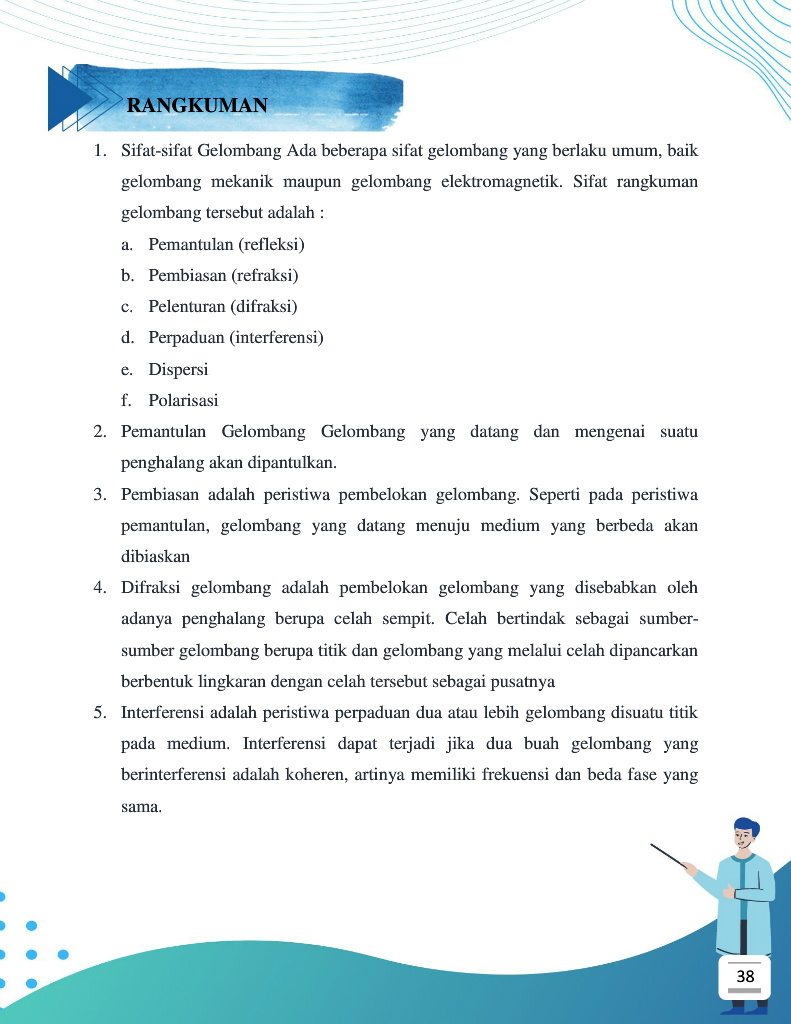 RANGKUMAN
1. Sifat-sifat Gelombang Ada beberapa sifat gelombang yang berlaku umum, baik
gelombang mekanik maupun gelombang elektromagnetik. Sifat rangkuman
gelombang tersebut adalah :
a. Pemantulan (refleksi)
b. Pembiasan (refraksi)
c. Pelenturan (difraksi)
d. Perpaduan (interferensi)
e. Dispersi
f. Polarisasi
2. Pemantulan Gelombang Gelombang yang datang dan mengenai suatu
penghalang akan dipantulkan.
3. Pembiasan adalah peristiwa pembelokan gelombang. Seperti pada peristiwa
pemantulan, gelombang yang datang menuju medium yang berbeda akan
dibiaskan
4. Difraksi gelombang adalah pembelokan gelombang yang disebabkan oleh
adanya penghalang berupa celah sempit. Celah bertindak sebagai sumber-
sumber gelombang berupa titik dan gelombang yang melalui celah dipancarkan
berbentuk lingkaran dengan celah tersebut sebagai pusatnya
5. Interferensi adalah peristiwa perpaduan dua atau lebih gelombang disuatu titik
pada medium. Interferensi dapat terjadi jika dua buah gelombang yang
berinterferensi adalah koheren, artinya memiliki frekuensi dan beda fase yang
sama.
38